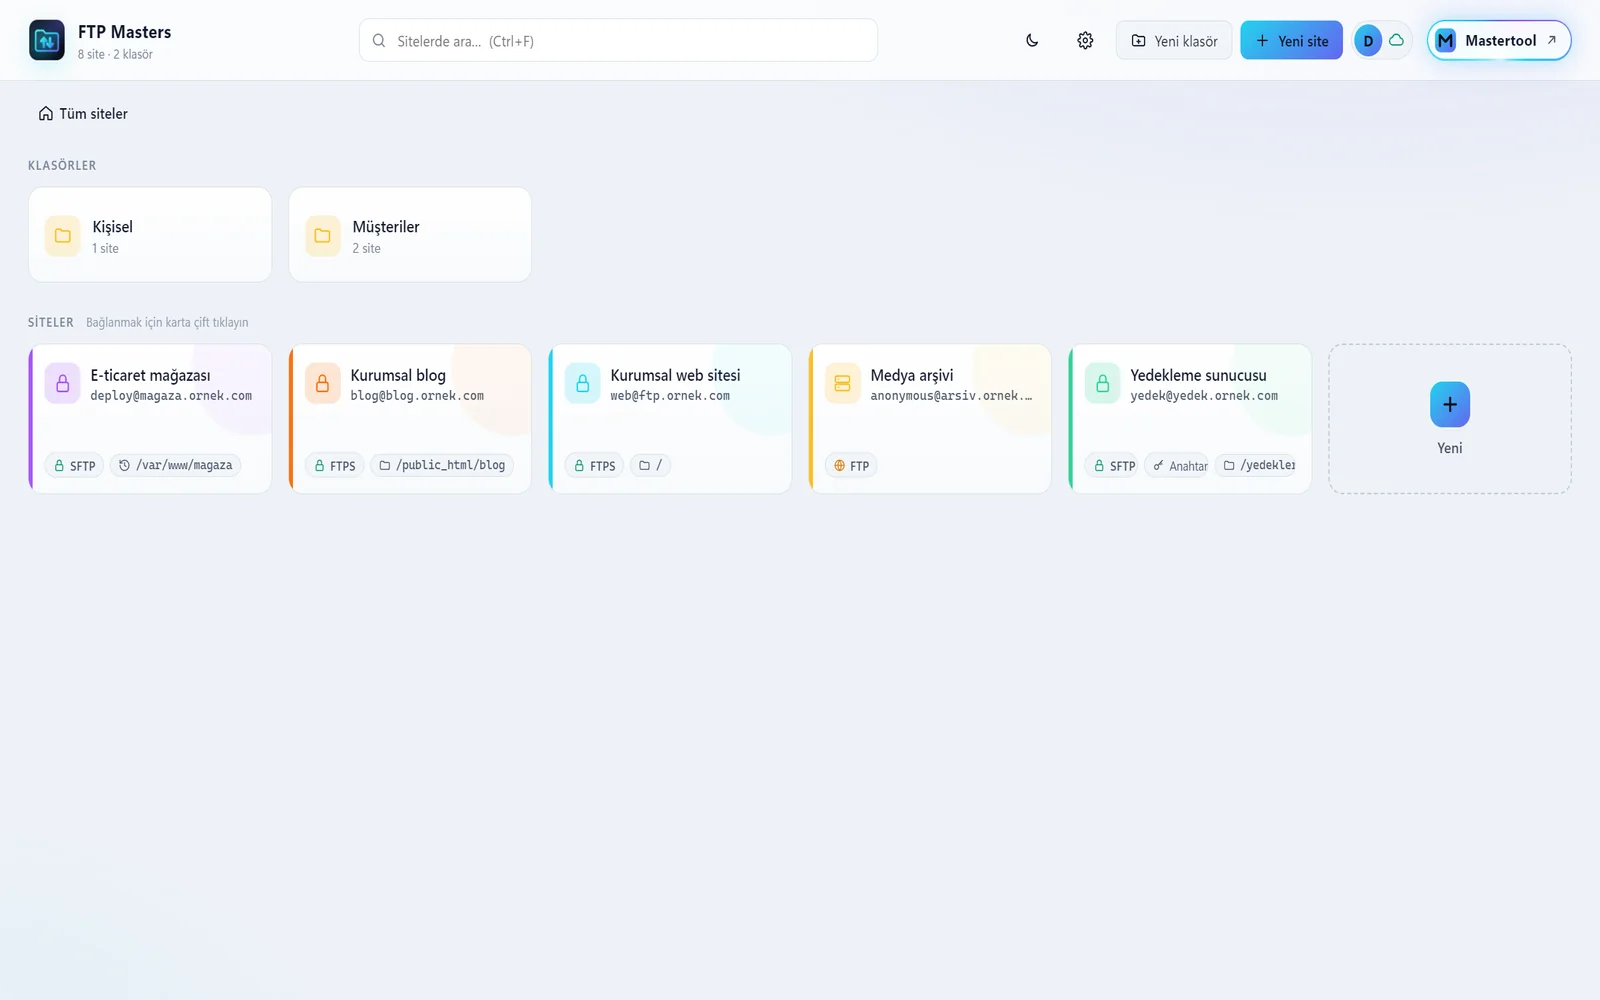 FTP Masters
8 site · 2 klasör
Sitelerde ara... (Ctrl+F)
Yeni klasör
Yeni site
D
M Mastertool
Tüm siteler
KLASÖRLER
Kişisel
1 site
Müşteriler
2 site
SİTELER Bağlanmak için karta çift tıklayın
E-ticaret mağazası
deploy@magaza.ornek.com
SFTP /var/www/magaza
Kurumsal blog
blog@blog.ornek.com
FTPS /public_html/blog
Kurumsal web sitesi
web@ftp.ornek.com
FTPS /
Medya arşivi
anonymous@arsiv.ornek.…
FTP
Yedekleme sunucusu
yedek@yedek.ornek.com
SFTP Anahtar /yedekler
Yeni